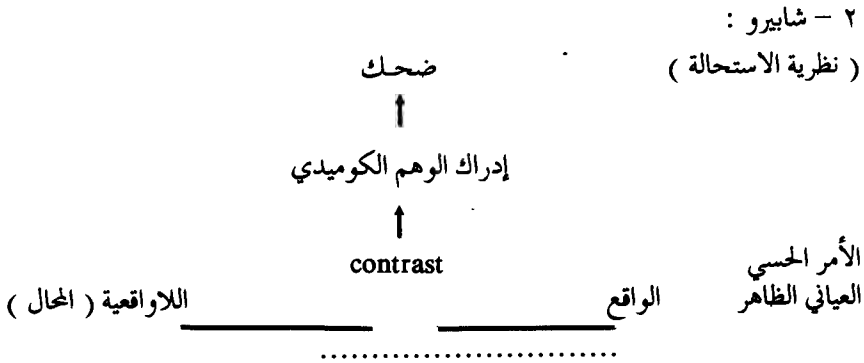 ٢ – شابيرو :
( نظرية الاستحالة ) ضحك
إدراك الوهم الكوميدي
الأمر الحسي contrast
العياني الظاهر الواقع اللاواقعية ( المحال )
..............................